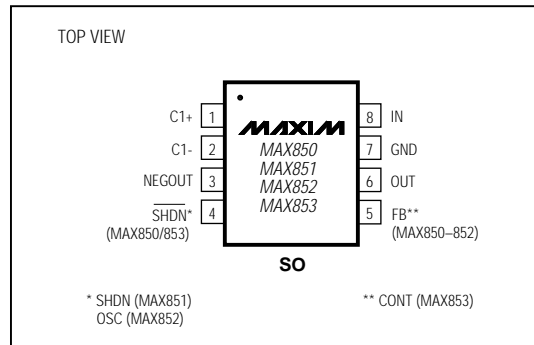 TOP VIEW
C1+ 1
C1- 2
NEGOUT 3
SHDN* 4
(MAX850/853)
MAXIM
MAX850
MAX851
MAX852
MAX853
8 IN
7 GND
6 OUT
5 FB**
(MAX850–852)
SO
* SHDN (MAX851)
OSC (MAX852)
** CONT (MAX853)